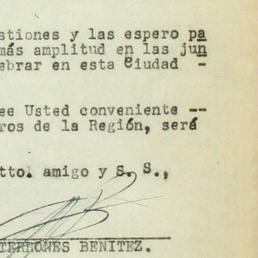 stiones y las espero pa
más amplitud en las jun
ebrar en esta ciudad -
ee Usted conveniente --
ros de la Región, será
tto. amigo y S. S.,
TERRONES BENITEZ.